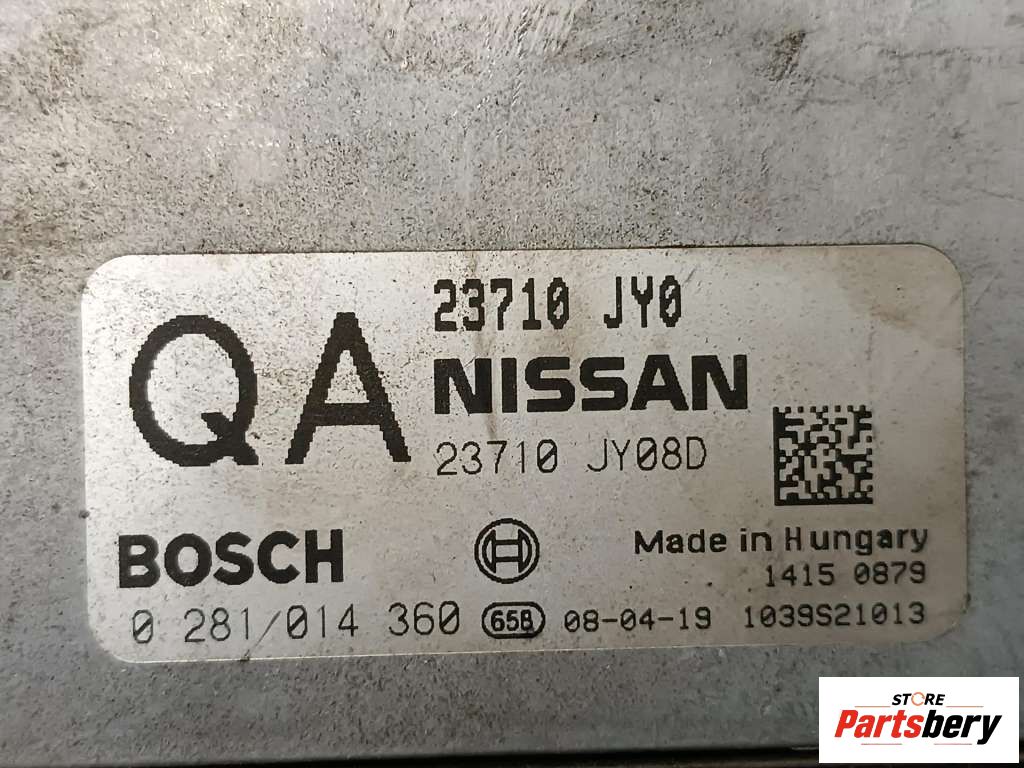 QA
23710 JY0
NISSAN
23710 JY08D
BOSCH
Made in Hungary
1415 0879
0 281/014 360 65B 08-04-19 1039S21013
STORE
Partsbery